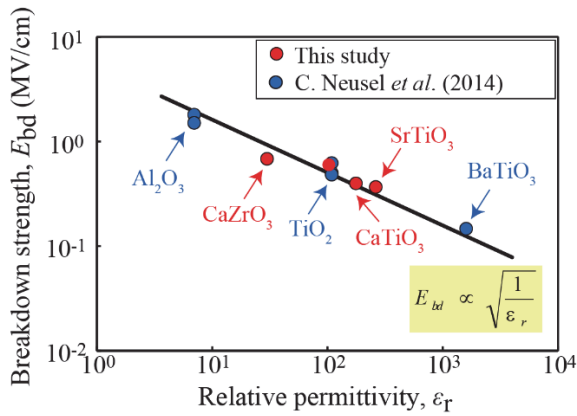 Breakdown strength, E_bd (MV/cm)
10^1
10^0
10^-1
10^-2
This study
C. Neusel et al. (2014)
Al₂O₃
CaZrO₃
TiO₂
CaTiO₃
SrTiO₃
BaTiO₃
E_bd ∝ √(1/ε_r)
10^0
10^1
10^2
10^3
10^4
Relative permittivity, ε_r